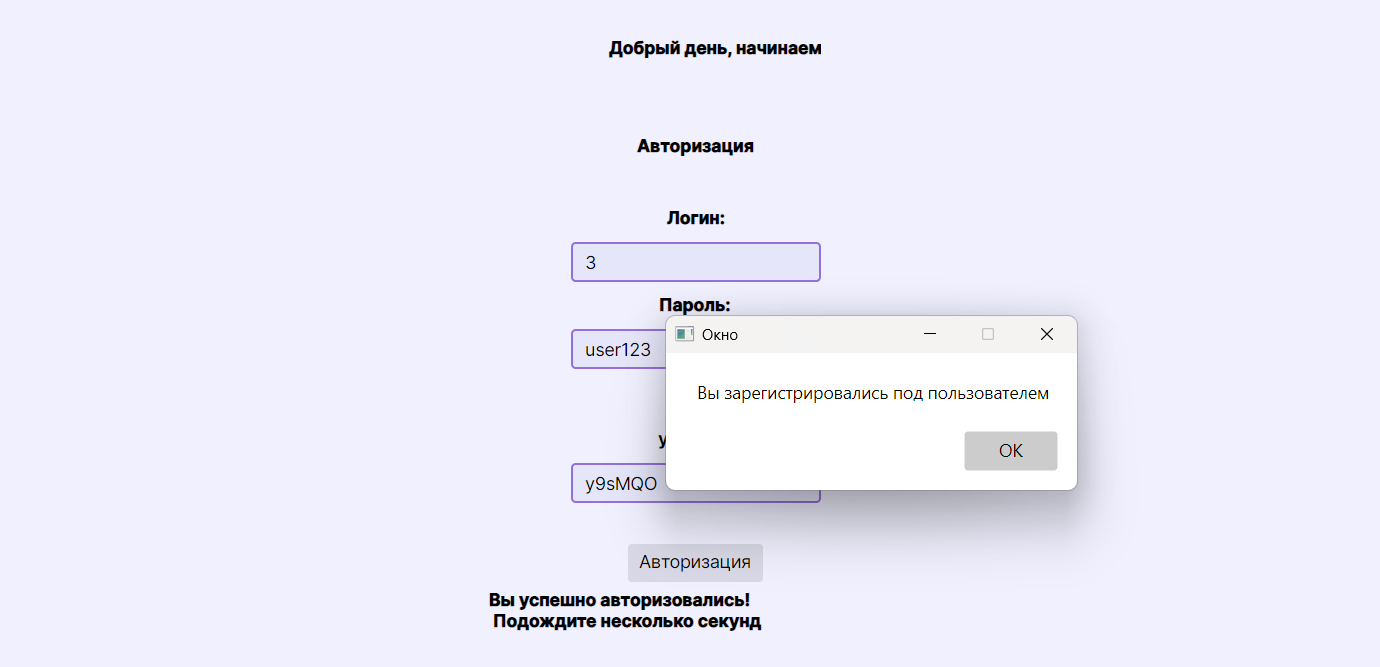 Добрый день, начинаем
Авторизация
Логин:
3
Пароль:
user123
Окно
Вы зарегистрировались под пользователем
OK
y9sMQO
Авторизация
Вы успешно авторизовались!
Подождите несколько секунд